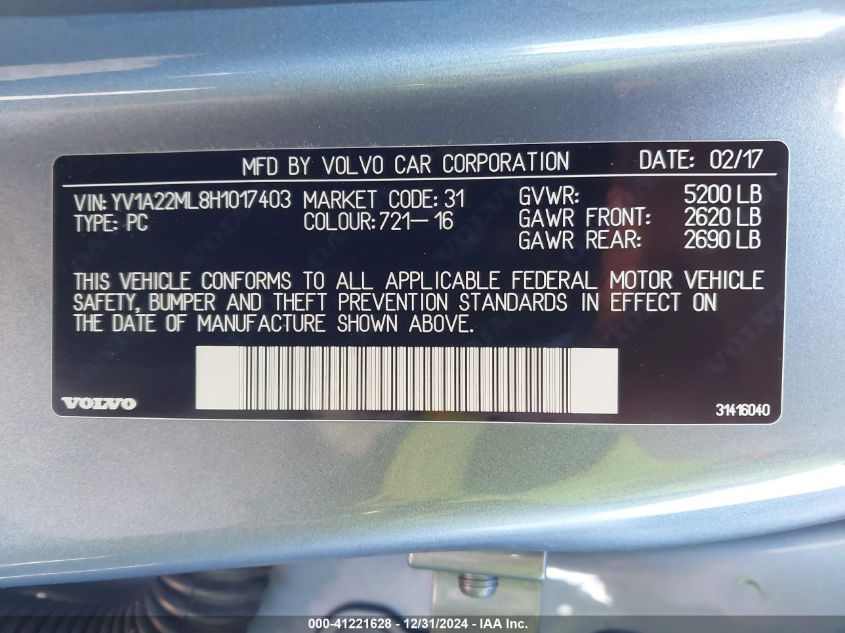 MFD BY VOLVO CAR CORPORATION DATE: 02/17
VIN: YV1A22ML8H1017403 MARKET CODE: 31 GVWR: 5200 LB
TYPE: PC COLOUR: 721-16 GAWR FRONT: 2620 LB
GAWR REAR: 2690 LB
THIS VEHICLE CONFORMS TO ALL APPLICABLE FEDERAL MOTOR VEHICLE
SAFETY, BUMPER AND THEFT PREVENTION STANDARDS IN EFFECT ON
THE DATE OF MANUFACTURE SHOWN ABOVE.
VOLVO 31416040
000-41221628 - 12/31/2024 - IAA Inc.